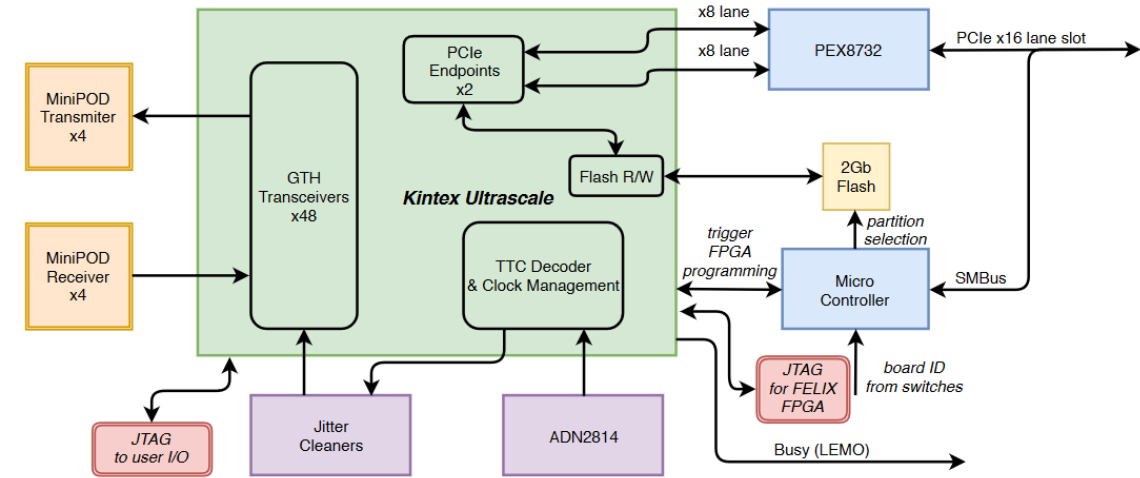 x8 lane
x8 lane
PCIe
Endpoints
x2
PEX8732
PCIe x16 lane slot
MiniPOD
Transmiter
x4
GTH
Transceivers
x48
Flash R/W
2Gb
Flash
Kintex Ultrascale
partition
selection
MiniPOD
Receiver
x4
TTC Decoder
& Clock Management
trigger
FPGA
programming
Micro
Controller
SMBus
JTAG
for FELIX
FPGA
board ID
from switches
JTAG
to user I/O
Jitter
Cleaners
ADN2814
Busy (LEMO)